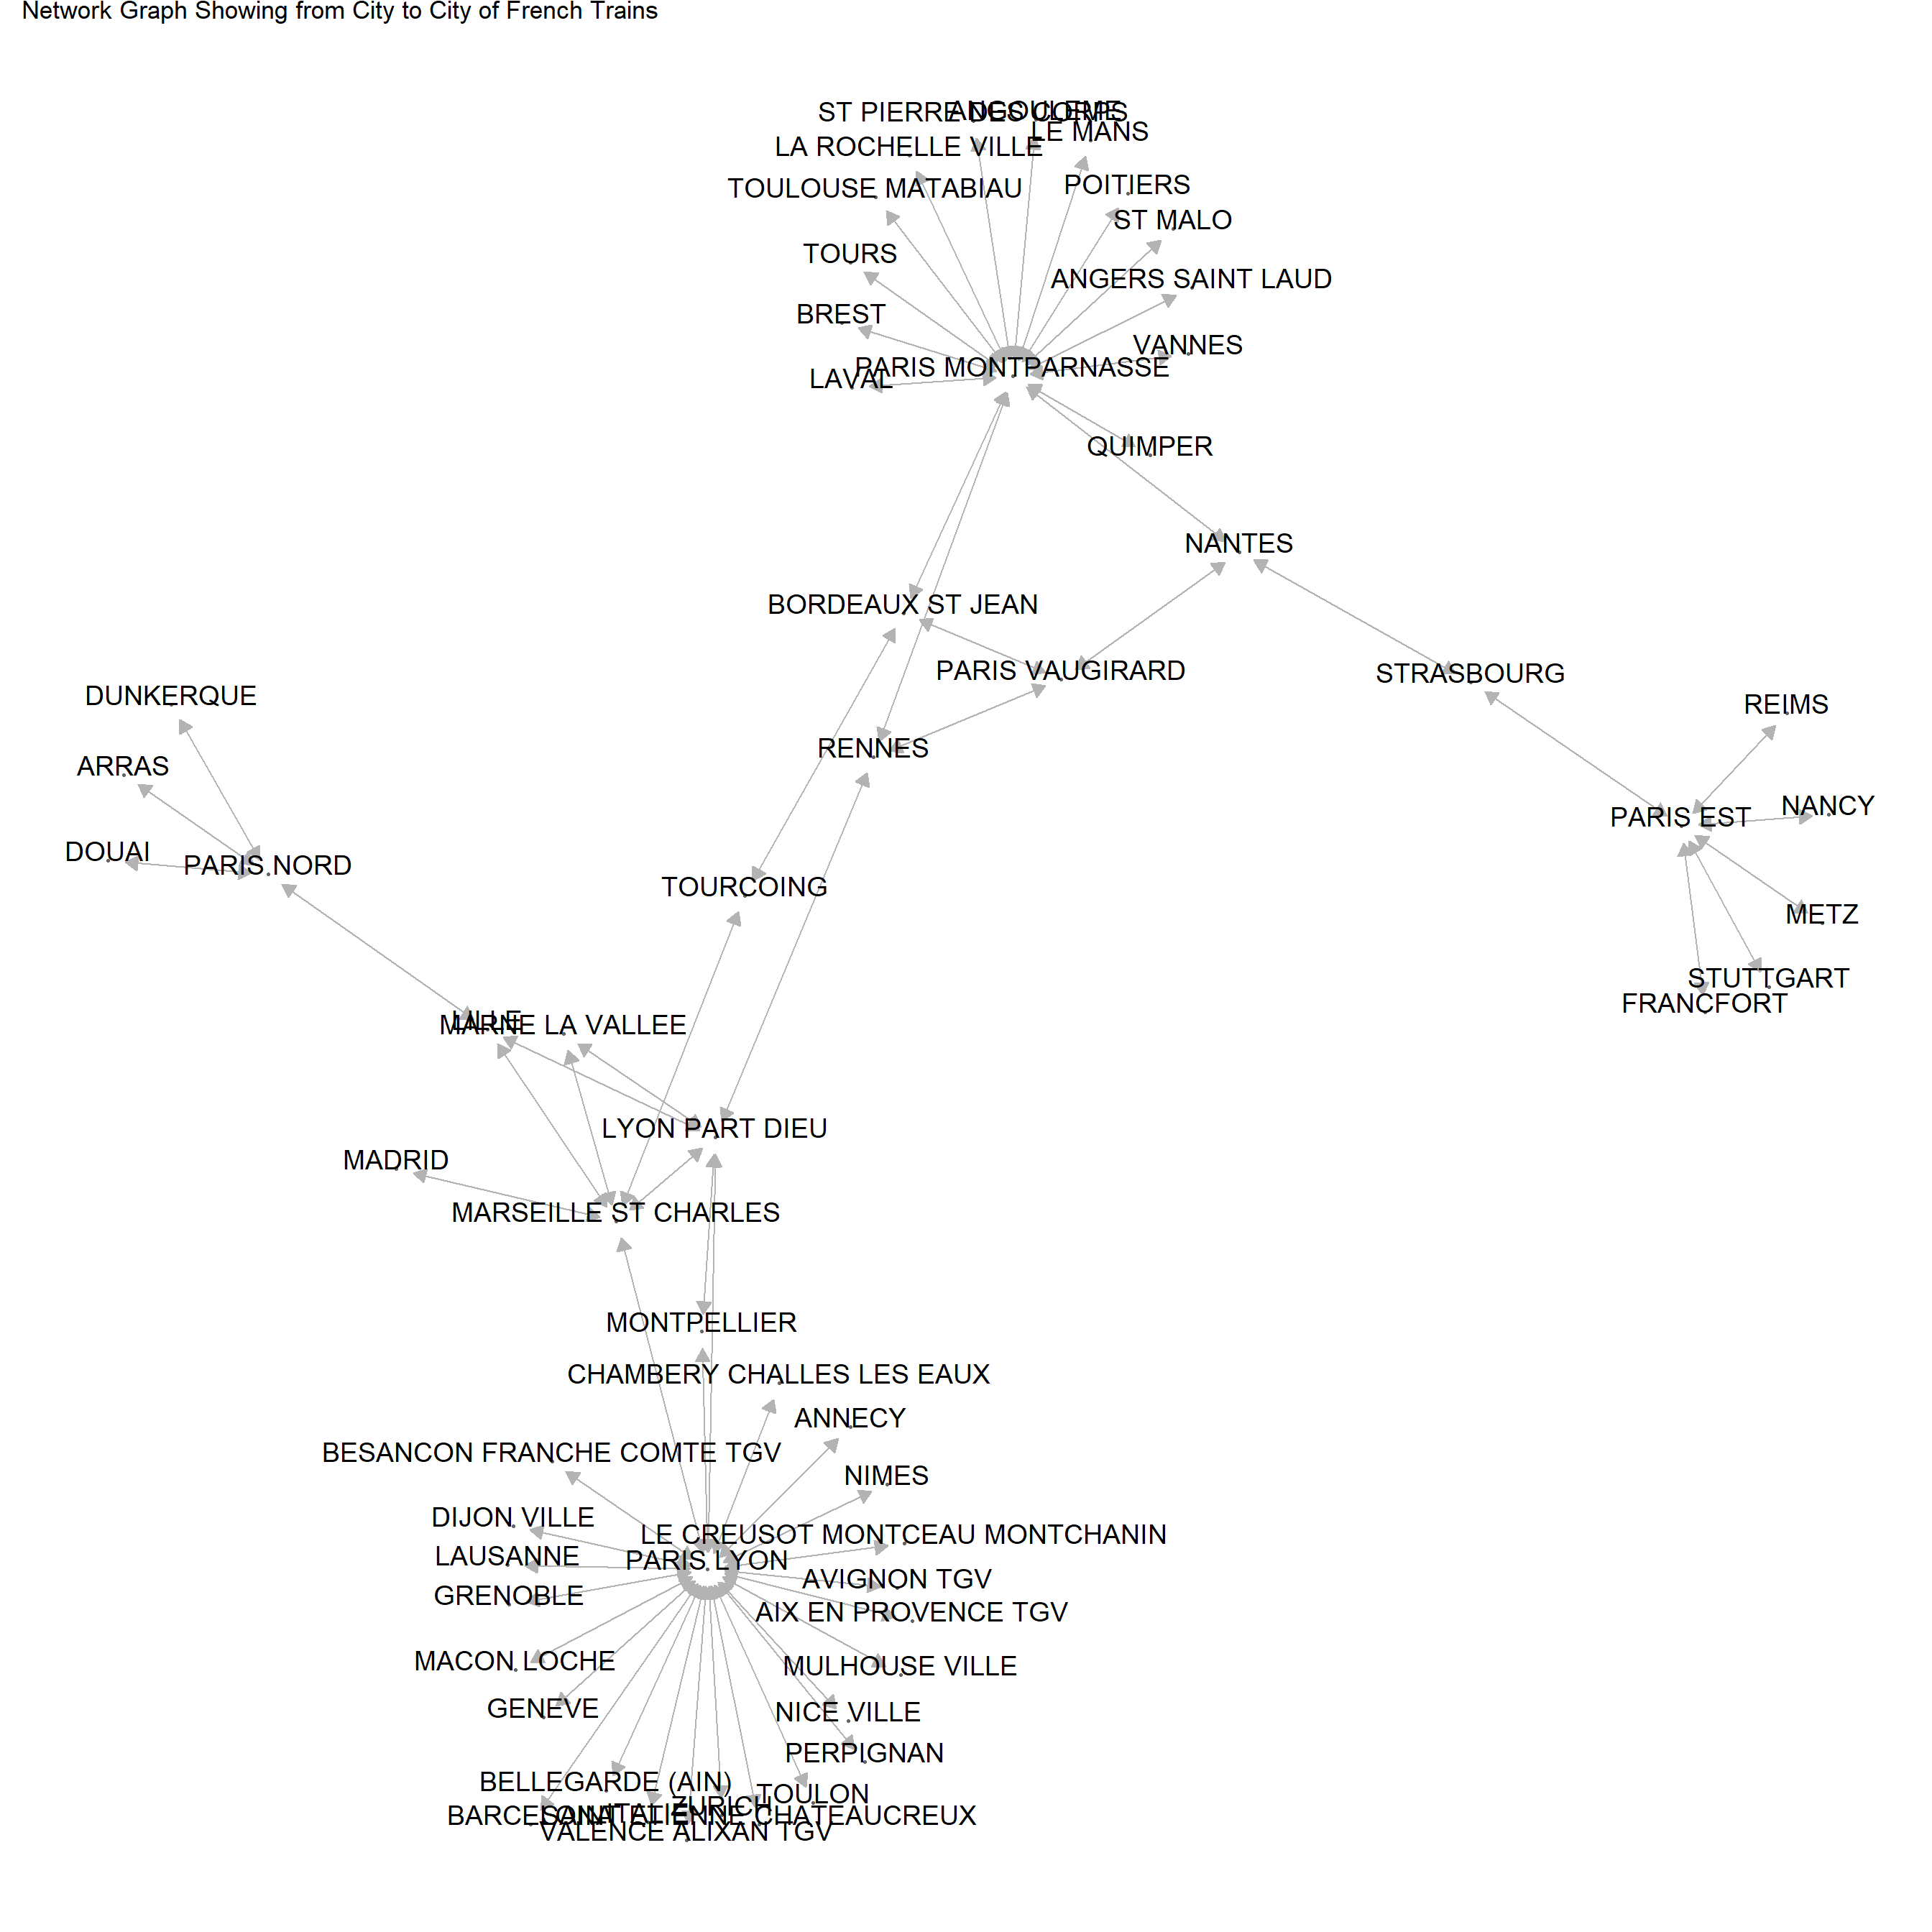 Network Graph Showing from City to City of French Trains
ANGOULEME
ST PIERRE DES CORPS
LE MANS
LA ROCHELLE VILLE
POITIERS
TOULOUSE MATABIAU
ST MALO
TOURS
ANGERS SAINT LAUD
BREST
VANNES
PARIS MONTPARNASSE
LAVAL
QUIMPER
NANTES
BORDEAUX ST JEAN
PARIS VAUGIRARD
STRASBOURG
DUNKERQUE
REIMS
RENNES
ARRAS
NANCY
PARIS EST
DOUAI
PARIS NORD
TOURCOING
METZ
STUTTGART
FRANCFORT
LILLE
MARNE LA VALLEE
LYON PART DIEU
MADRID
MARSEILLE ST CHARLES
MONTPELLIER
CHAMBERY CHALLES LES EAUX
ANNECY
BESANCON FRANCHE COMTE TGV
NIMES
DIJON VILLE
LE CREUSOT MONTCEAU MONTCHANIN
LAUSANNE
PARIS LYON
AVIGNON TGV
GRENOBLE
AIX EN PROVENCE TGV
MACON LOCHE
MULHOUSE VILLE
GENEVE
NICE VILLE
PERPIGNAN
BELLEGARDE (AIN)
TOULON
ZURICH
BARCELONA
ITALIE
SAINT ETIENNE CHATEAUCREUX
VALENCE ALIXAN TGV